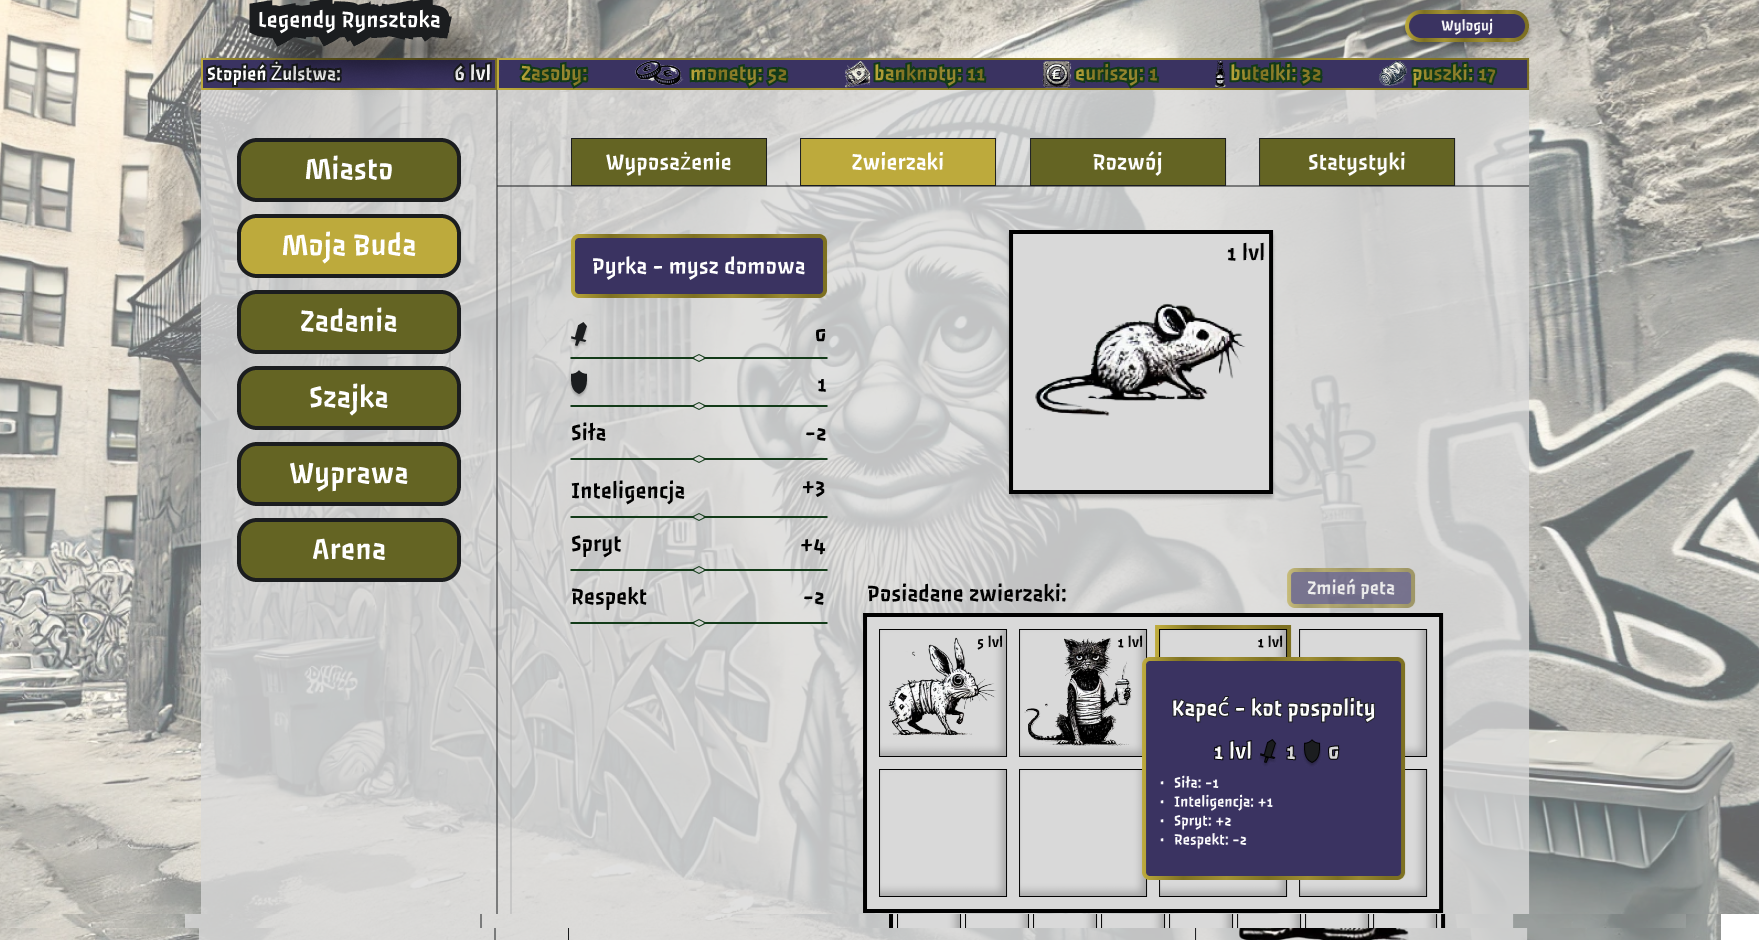 Legendy Rynsztoka
Wyloguj
Stopień Żulstwa: 6 lvl
Zasoby: monety: 52 banknoty: 11 euriszy: 1 butelki: 32 puszki: 17
Miasto
Moja Buda
Zadania
Szajka
Wyprawa
Arena
Wyposażenie Zwierzaki Rozwój Statystyki
Pyrka - mysz domowa
0
1
Siła -2
Inteligencja +3
Spryt +4
Respekt -2
1 lvl
Posiadane zwierzaki:
Zmień peta
5 lvl 1 lvl 1 lvl
Kapeć - kot pospolity
1 lvl 1 0
Siła: -1
Inteligencja: +1
Spryt: +2
Respekt: -2